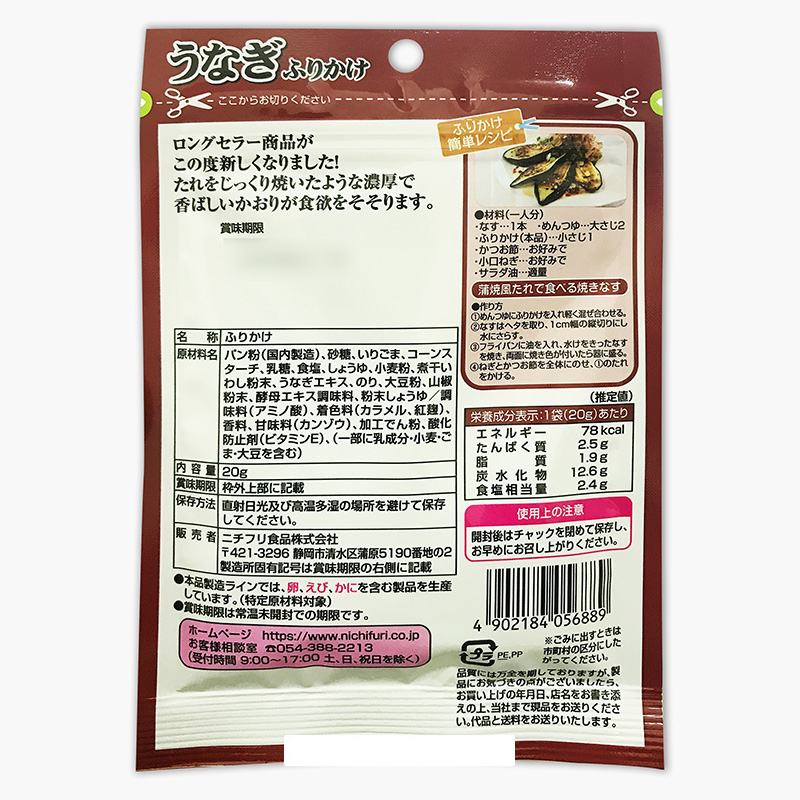 うなぎふりかけ
ここからお切りください
ロングセラー商品が
この度新しくなりました!
たれをじっくり焼いたような濃厚で
香ばしいかおりが食欲をそそります。
賞味期限
名称 ふりかけ
原材料名 パン粉(国内製造)、砂糖、いりごま、コーンス
ターチ、乳糖、食塩、しょうゆ、小麦粉、煮干い
わし粉末、うなぎエキス、のり、大豆粉、山椒
粉末、酵母エキス調味料、粉末しょうゆ/調
味料(アミノ酸)、着色料(カラメル、紅麹)、
香料、甘味料(カンゾウ)、加工でん粉、酸化
防止剤(ビタミンE)、(一部に乳成分・小麦・ご
ま・大豆を含む)
内容量 20g
賞味期限 枠外上部に記載
保存方法 直射日光及び高温多湿の場所を避けて保存
してください。
販売者 ニチフリ食品株式会社
〒421-3296 静岡市清水区蒲原5190番地の2
製造所固有記号は賞味期限の右側に記載
●本品製造ラインでは、卵、えび、かにを含む製品を生産
しています。(特定原材料対象)
●賞味期限は常温未開封での期限です。
ホームページ https://www.nichifuri.co.jp
お客様相談室 ☎054-388-2213
(受付時間 9:00〜17:00 土、日、祝日を除く)
ふりかけ
簡単レシピ
●材料(一人分)
・なす…1本 ・めんつゆ…大さじ2
・ふりかけ(本品)…小さじ1
・かつお節…お好みで
・小口ねぎ…お好みで
・サラダ油…適量
蒲焼風たれで食べる焼きなす
●作り方
①めんつゆにふりかけを入れ軽く混ぜ合わせる。
②なすはヘタを取り、1cm幅の縦切りにし
水にさらす。
③フライパンに油を入れ、水けをきったなす
を焼き、両面に焼き色が付いたら器に盛る。
④ねぎとかつお節を全体にのせ、①のたれ
をかける。
(推定値)
栄養成分表示:1袋(20g)あたり
エネルギー 78kcal
たんぱく質 2.5g
脂質 1.9g
炭水化物 12.6g
食塩相当量 2.4g
使用上の注意
開封後はチャックを閉めて保存し、
お早めにお召し上がりください。
4 902184 056889
プラ PE,PP
※ごみに出すときは
市町村の区分にした
がってください。
品質には万全を期しておりますが、製
品にお気づきの点がございましたら、
お買い上げの年月日、店名をお書き添
えの上、当社まで現品をお送りくださ
い。代品と送料をお送りいたします。